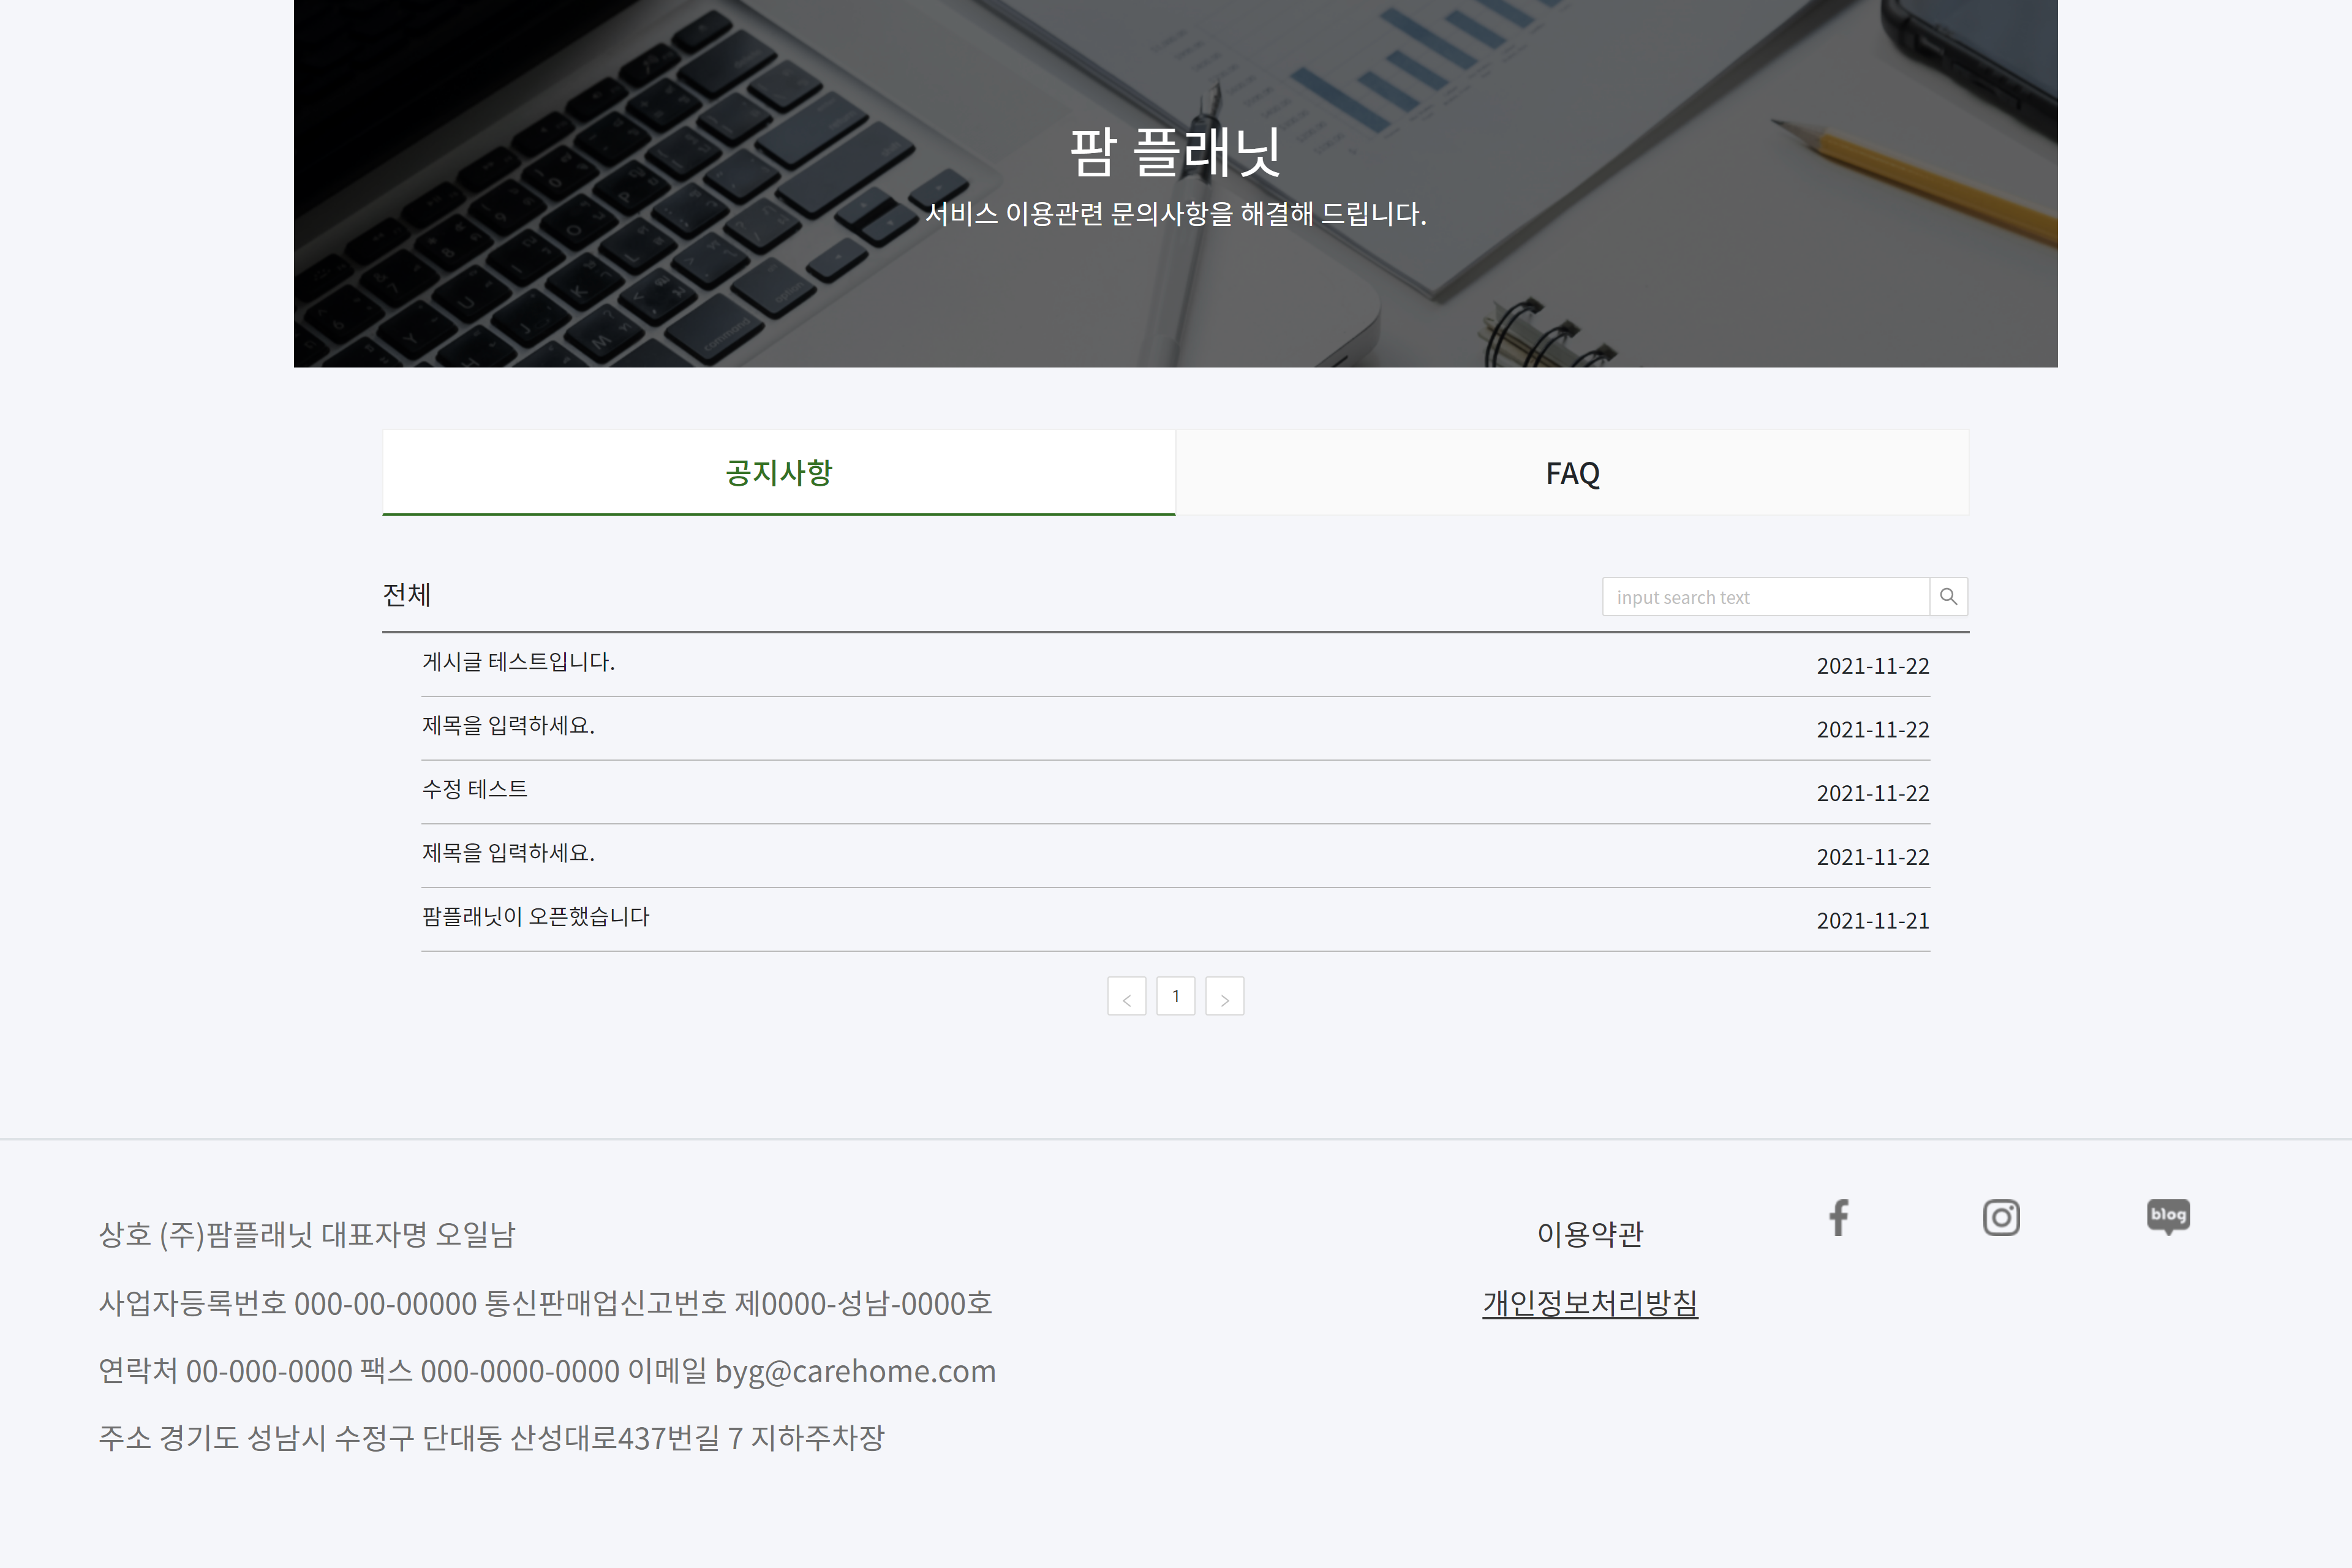 팜 플래닛
서비스 이용관련 문의사항을 해결해 드립니다.
공지사항
FAQ
전체
input search text
게시글 테스트입니다.
2021-11-22
제목을 입력하세요.
2021-11-22
수정 테스트
2021-11-22
제목을 입력하세요.
2021-11-22
팜플래닛이 오픈했습니다
2021-11-21
< 1 >
상호 (주)팜플래닛 대표자명 오일남
사업자등록번호 000-00-00000 통신판매업신고번호 제0000-성남-0000호
연락처 00-000-0000 팩스 000-0000-0000 이메일 byg@carehome.com
주소 경기도 성남시 수정구 단대동 산성대로437번길 7 지하주차장
이용약관
개인정보처리방침
blog